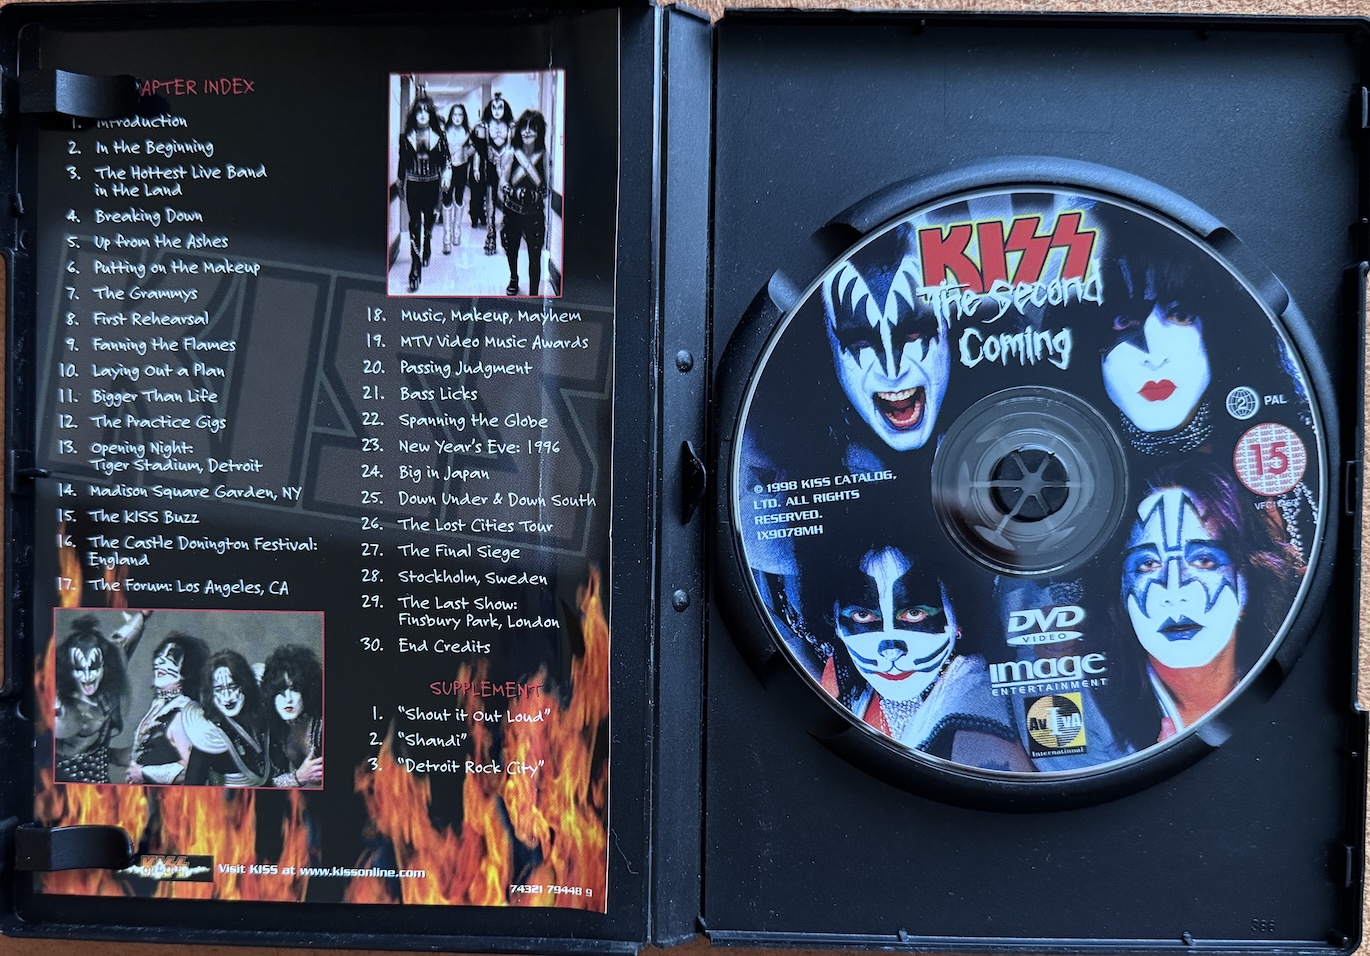 APTER INDEX
1. Introduction
2. In the Beginning
3. The Hottest Live Band
in the Land
4. Breaking Down
5. Up from the Ashes
6. Putting on the Makeup
7. The Grammys
8. First Rehearsal
9. Fanning the Flames
10. Laying Out a Plan
11. Bigger Than Life
12. The Practice Gigs
13. Opening Night:
Tiger Stadium, Detroit
14. Madison Square Garden, NY
15. The KISS Buzz
16. The Castle Donington Festival:
England
17. The Forum: Los Angeles, CA
18. Music, Makeup, Mayhem
19. MTV Video Music Awards
20. Passing Judgment
21. Bass Licks
22. Spanning the Globe
23. New Year's Eve: 1996
24. Big in Japan
25. Down Under & Down South
26. The Lost Cities Tour
27. The Final Siege
28. Stockholm, Sweden
29. The Last Show:
Finsbury Park, London
30. End Credits
SUPPLEMENT
1. "Shout it Out Loud"
2. "Shandi"
3. "Detroit Rock City"
Visit KISS at www.kissonline.com
74321 79448 9
KISS
KISS
The Second
Coming
2 PAL
15
© 1998 KISS CATALOG,
LTD. ALL RIGHTS
RESERVED.
IX9078MH
DVD
VIDEO
image
ENTERTAINMENT
AvIvA
International